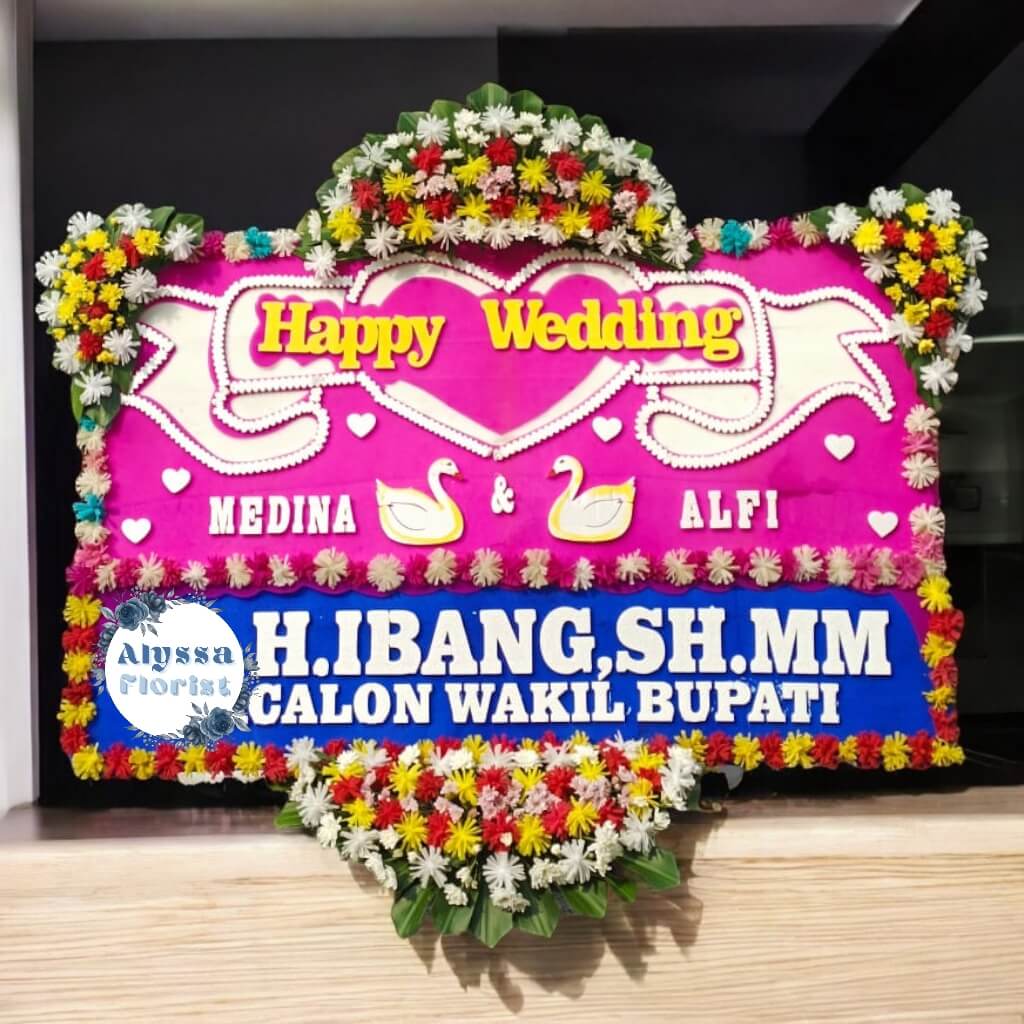 Happy Wedding
MEDINA & ALFI
H.IBANG,SH.MM
CALON WAKIL BUPATI
Alyssa
Florist